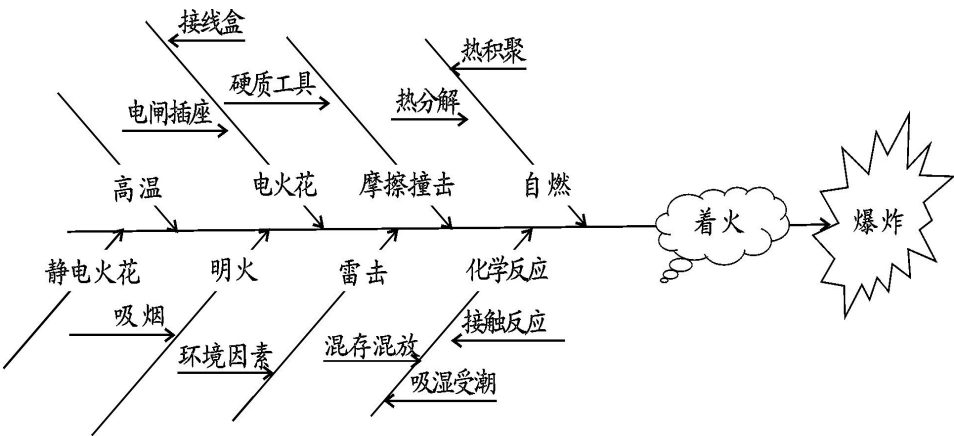 接线盒
热积聚
硬质工具
电闸插座
热分解
高温
电火花
摩擦撞击
自燃
着火
爆炸
静电火花
明火
雷击
化学反应
吸烟
接触反应
环境因素
混存混放
吸湿受潮